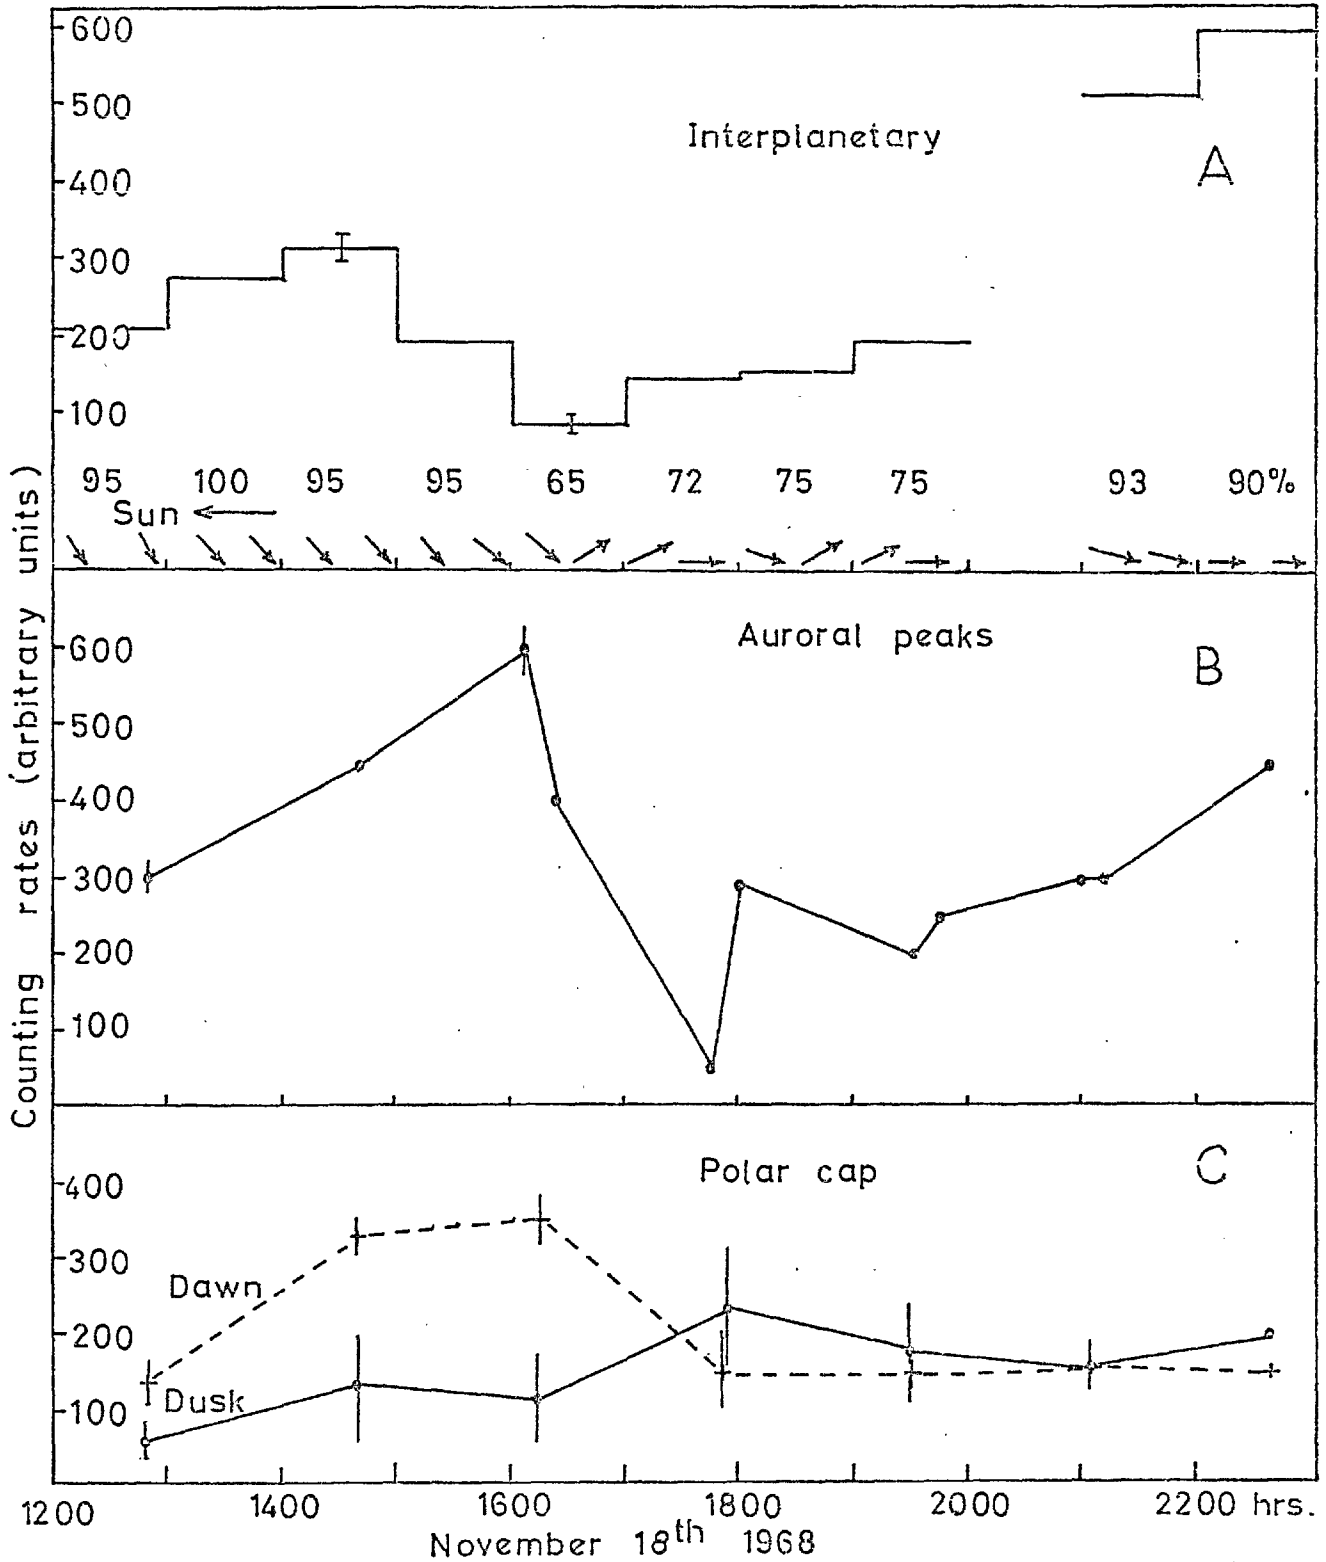 600
500
Interplanetary
A
400
300
200
100
95 100 95 95 65 72 75 75 93 90%
Sun
600
Auroral peaks
B
500
400
300
200
100
Polar cap
C
400
300
Dawn
200
Dusk
100
1200 1400 1600 1800 2000 2200 hrs.
November 18th 1968
Counting rates (arbitrary units)